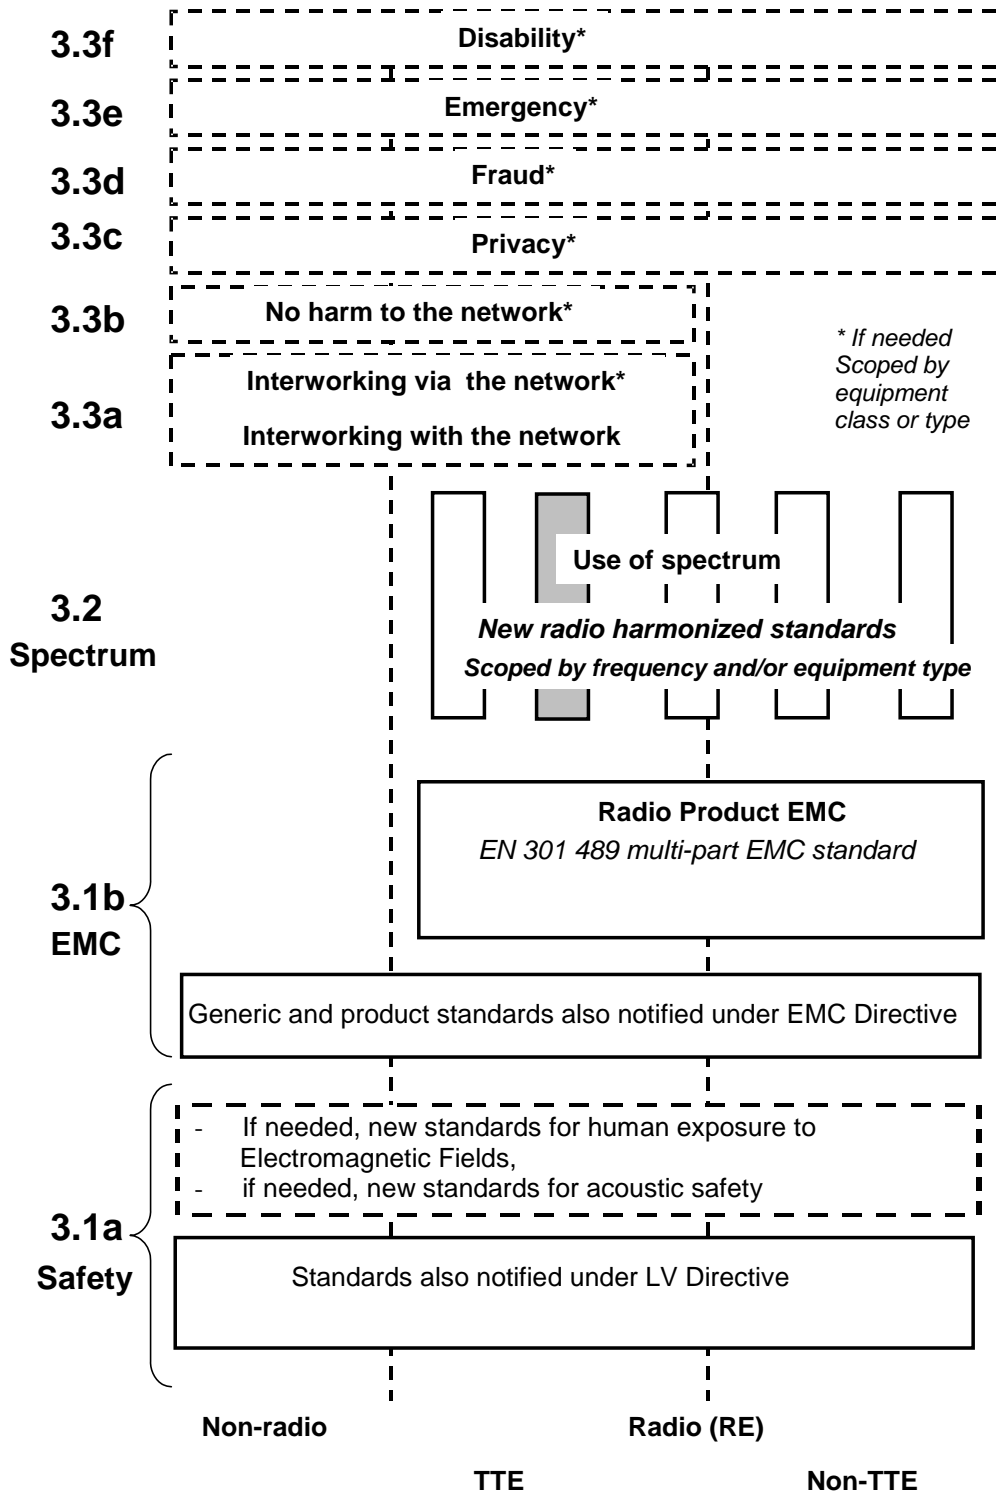 3.3f
Disability*
3.3e
Emergency*
3.3d
Fraud*
3.3c
Privacy*
3.3b
No harm to the network*
* If needed
Scoped by
equipment
class or type
3.3a
Interworking via the network*
Interworking with the network
3.2
Spectrum
Use of spectrum
New radio harmonized standards
Scoped by frequency and/or equipment type
3.1b
EMC
Radio Product EMC
EN 301 489 multi-part EMC standard
Generic and product standards also notified under EMC Directive
3.1a
Safety
- If needed, new standards for human exposure to
Electromagnetic Fields,
- if needed, new standards for acoustic safety
Standards also notified under LV Directive
Non-radio
Radio (RE)
TTE
Non-TTE